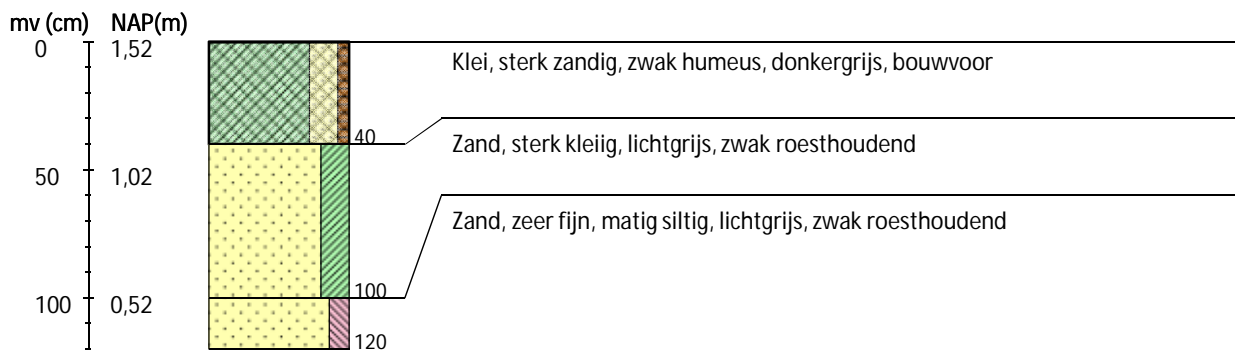 mv (cm) NAP(m)
0 1,52
Klei, sterk zandig, zwak humeus, donkergrijs, bouwvoor
40
Zand, sterk kleiig, lichtgrijs, zwak roesthoudend
50 1,02
Zand, zeer fijn, matig siltig, lichtgrijs, zwak roesthoudend
100
100 0,52
120